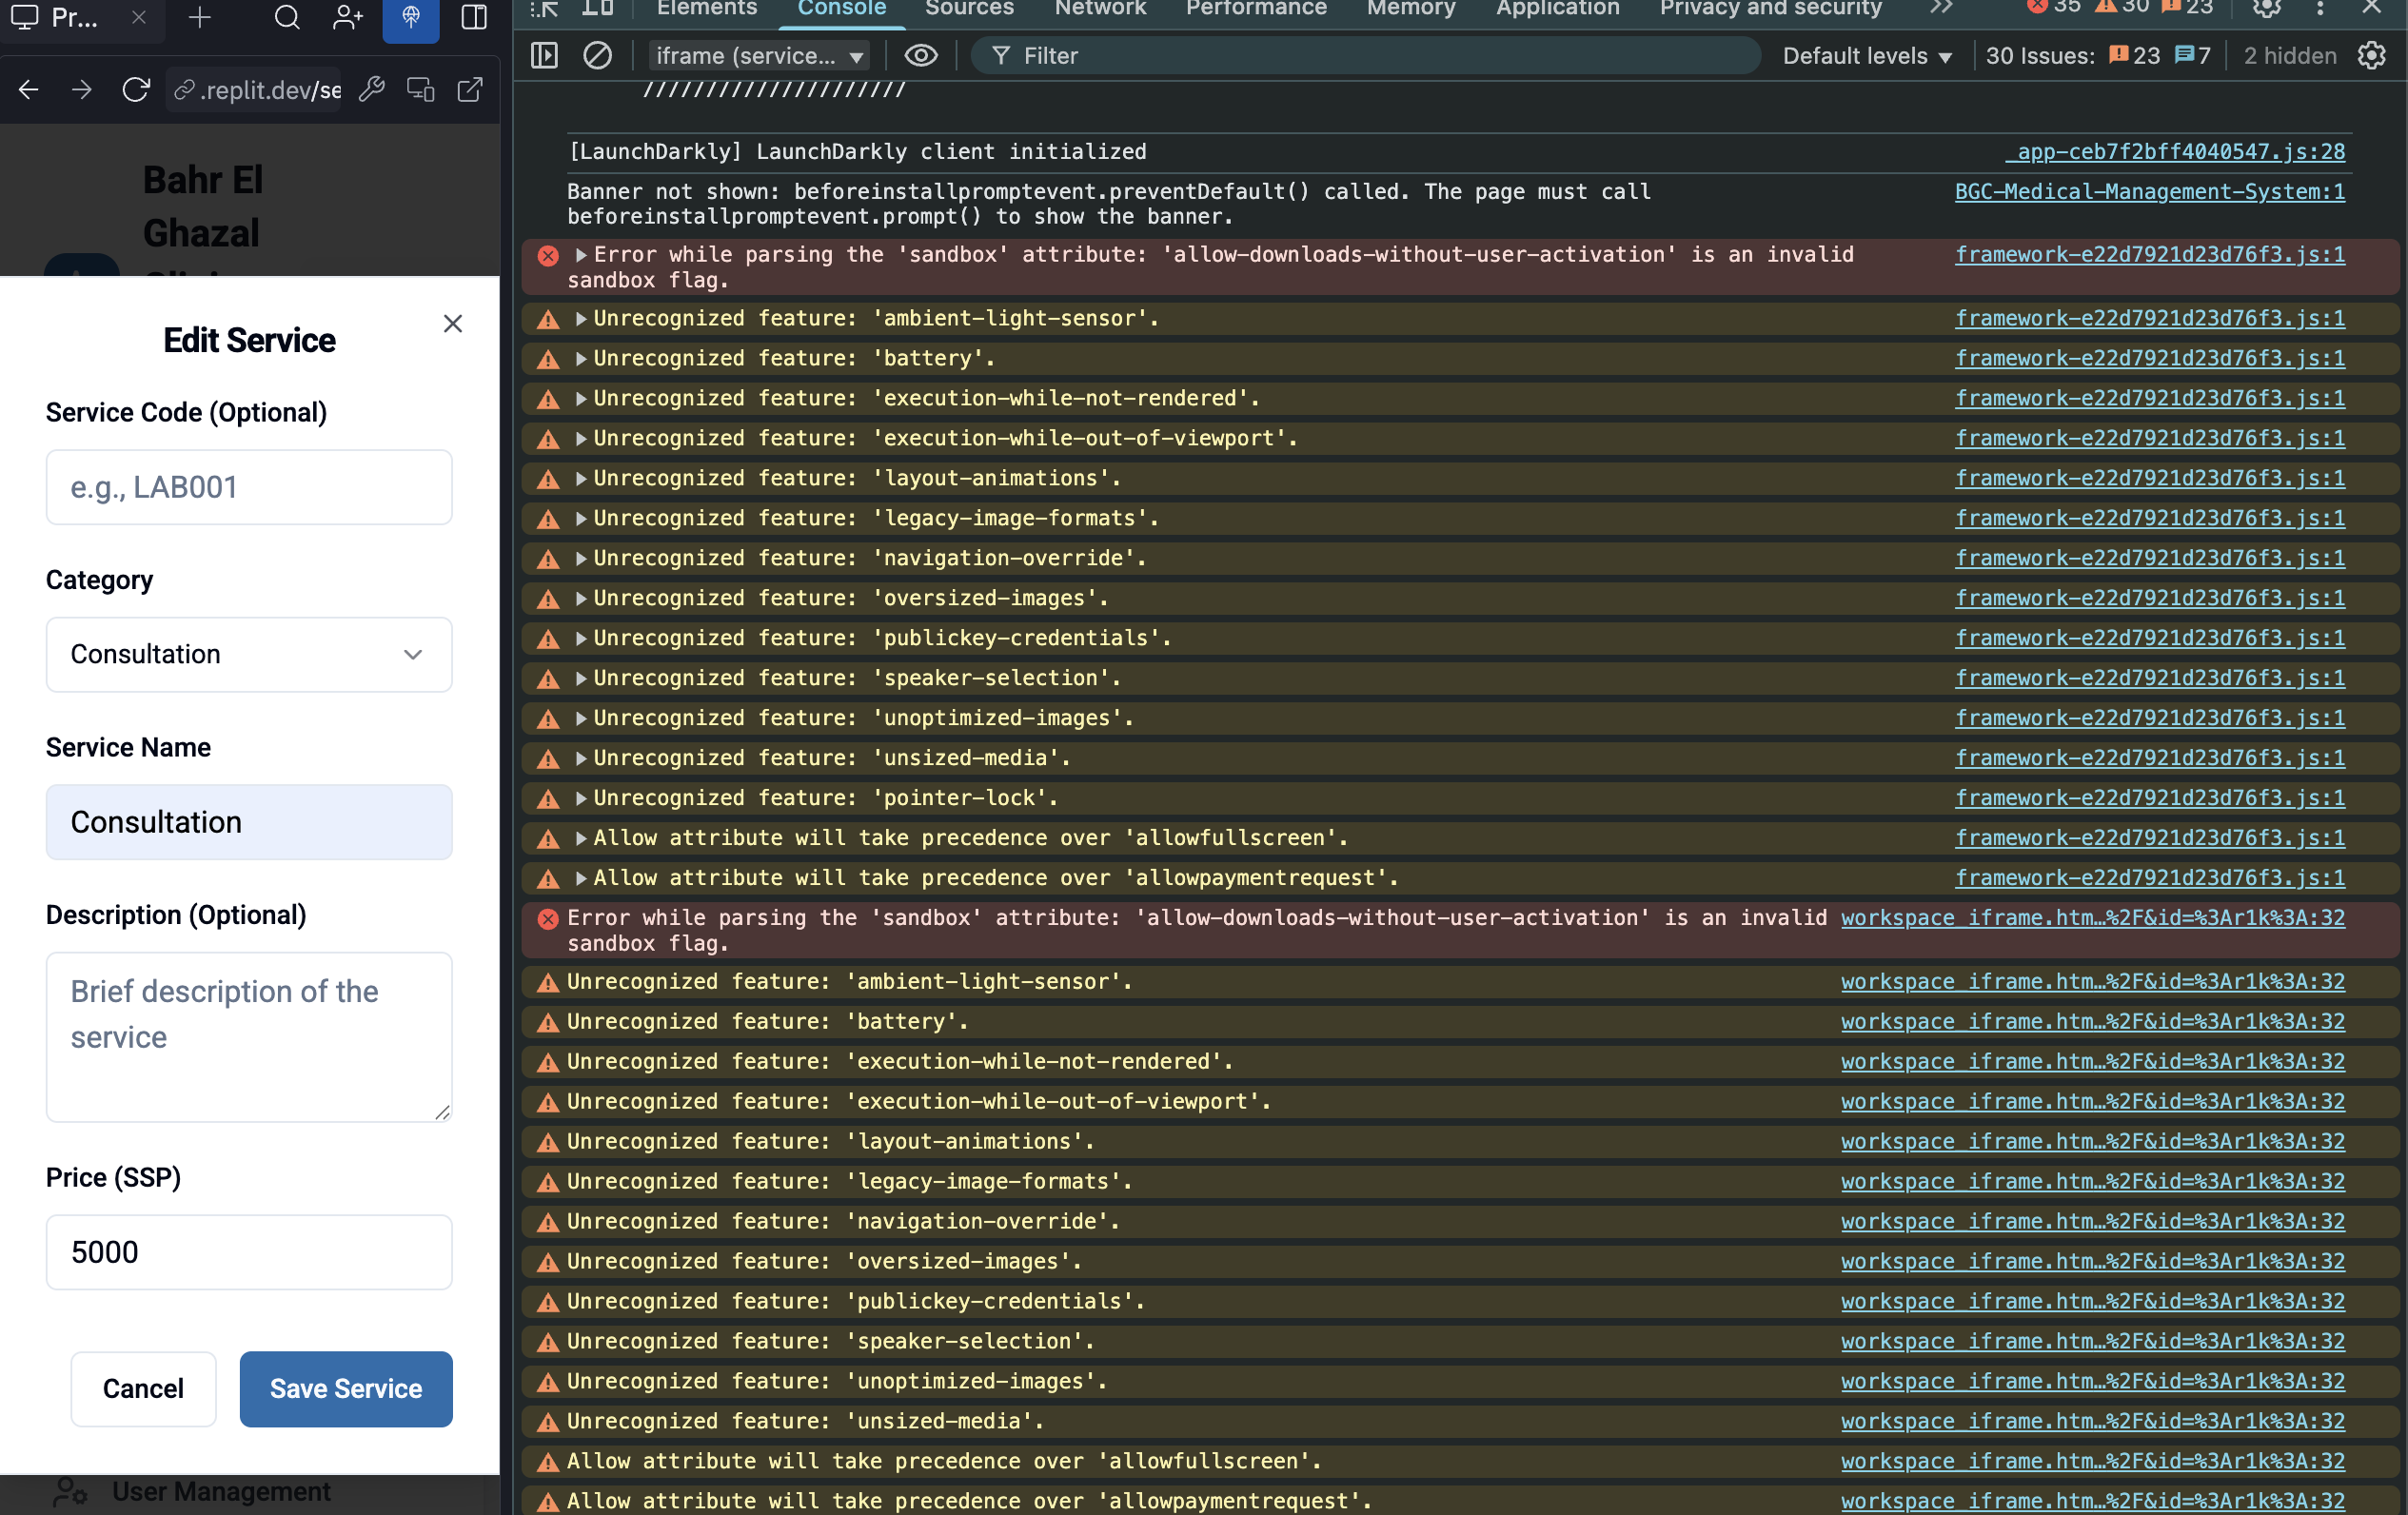 Pr...
.replit.dev/se
Bahr El
Ghazal
Edit Service
Service Code (Optional)
e.g., LAB001
Category
Consultation
Service Name
Consultation
Description (Optional)
Brief description of the
service
Price (SSP)
5000
Cancel
Save Service
User Management
Elements
Console
Sources
Network
Performance
Memory
Application
Privacy and security
35
30
23
iframe (service...
Filter
Default levels
30 Issues:
23
7
2 hidden
/////////////////////
[LaunchDarkly] LaunchDarkly client initialized _app-ceb7f2bff4040547.js:28
Banner not shown: beforeinstallpromptevent.preventDefault() called. The page must call BGC-Medical-Management-System:1
beforeinstallpromptevent.prompt() to show the banner.
Error while parsing the 'sandbox' attribute: 'allow-downloads-without-user-activation' is an invalid framework-e22d7921d23d76f3.js:1
sandbox flag.
Unrecognized feature: 'ambient-light-sensor'. framework-e22d7921d23d76f3.js:1
Unrecognized feature: 'battery'. framework-e22d7921d23d76f3.js:1
Unrecognized feature: 'execution-while-not-rendered'. framework-e22d7921d23d76f3.js:1
Unrecognized feature: 'execution-while-out-of-viewport'. framework-e22d7921d23d76f3.js:1
Unrecognized feature: 'layout-animations'. framework-e22d7921d23d76f3.js:1
Unrecognized feature: 'legacy-image-formats'. framework-e22d7921d23d76f3.js:1
Unrecognized feature: 'navigation-override'. framework-e22d7921d23d76f3.js:1
Unrecognized feature: 'oversized-images'. framework-e22d7921d23d76f3.js:1
Unrecognized feature: 'publickey-credentials'. framework-e22d7921d23d76f3.js:1
Unrecognized feature: 'speaker-selection'. framework-e22d7921d23d76f3.js:1
Unrecognized feature: 'unoptimized-images'. framework-e22d7921d23d76f3.js:1
Unrecognized feature: 'unsized-media'. framework-e22d7921d23d76f3.js:1
Unrecognized feature: 'pointer-lock'. framework-e22d7921d23d76f3.js:1
Allow attribute will take precedence over 'allowfullscreen'. framework-e22d7921d23d76f3.js:1
Allow attribute will take precedence over 'allowpaymentrequest'. framework-e22d7921d23d76f3.js:1
Error while parsing the 'sandbox' attribute: 'allow-downloads-without-user-activation' is an invalid workspace_iframe.htm…%2F&id=%3Ar1k%3A:32
sandbox flag.
Unrecognized feature: 'ambient-light-sensor'. workspace_iframe.htm…%2F&id=%3Ar1k%3A:32
Unrecognized feature: 'battery'. workspace_iframe.htm…%2F&id=%3Ar1k%3A:32
Unrecognized feature: 'execution-while-not-rendered'. workspace_iframe.htm…%2F&id=%3Ar1k%3A:32
Unrecognized feature: 'execution-while-out-of-viewport'. workspace_iframe.htm…%2F&id=%3Ar1k%3A:32
Unrecognized feature: 'layout-animations'. workspace_iframe.htm…%2F&id=%3Ar1k%3A:32
Unrecognized feature: 'legacy-image-formats'. workspace_iframe.htm…%2F&id=%3Ar1k%3A:32
Unrecognized feature: 'navigation-override'. workspace_iframe.htm…%2F&id=%3Ar1k%3A:32
Unrecognized feature: 'oversized-images'. workspace_iframe.htm…%2F&id=%3Ar1k%3A:32
Unrecognized feature: 'publickey-credentials'. workspace_iframe.htm…%2F&id=%3Ar1k%3A:32
Unrecognized feature: 'speaker-selection'. workspace_iframe.htm…%2F&id=%3Ar1k%3A:32
Unrecognized feature: 'unoptimized-images'. workspace_iframe.htm…%2F&id=%3Ar1k%3A:32
Unrecognized feature: 'unsized-media'. workspace_iframe.htm…%2F&id=%3Ar1k%3A:32
Allow attribute will take precedence over 'allowfullscreen'. workspace_iframe.htm…%2F&id=%3Ar1k%3A:32
Allow attribute will take precedence over 'allowpaymentrequest'. workspace_iframe.htm…%2F&id=%3Ar1k%3A:32